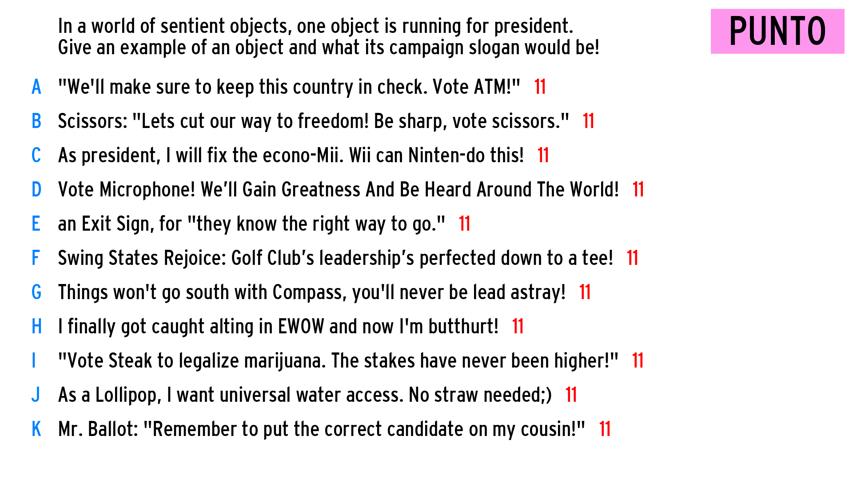 In a world of sentient objects, one object is running for president.
Give an example of an object and what its campaign slogan would be!
PUNTO
A "We'll make sure to keep this country in check. Vote ATM!" 11
B Scissors: "Lets cut our way to freedom! Be sharp, vote scissors." 11
C As president, I will fix the econo-Mii. Wii can Ninten-do this! 11
D Vote Microphone! We’ll Gain Greatness And Be Heard Around The World! 11
E an Exit Sign, for "they know the right way to go." 11
F Swing States Rejoice: Golf Club’s leadership’s perfected down to a tee! 11
G Things won't go south with Compass, you'll never be lead astray! 11
H I finally got caught alting in EWOW and now I'm butthurt! 11
I "Vote Steak to legalize marijuana. The stakes have never been higher!" 11
J As a Lollipop, I want universal water access. No straw needed;) 11
K Mr. Ballot: "Remember to put the correct candidate on my cousin!" 11